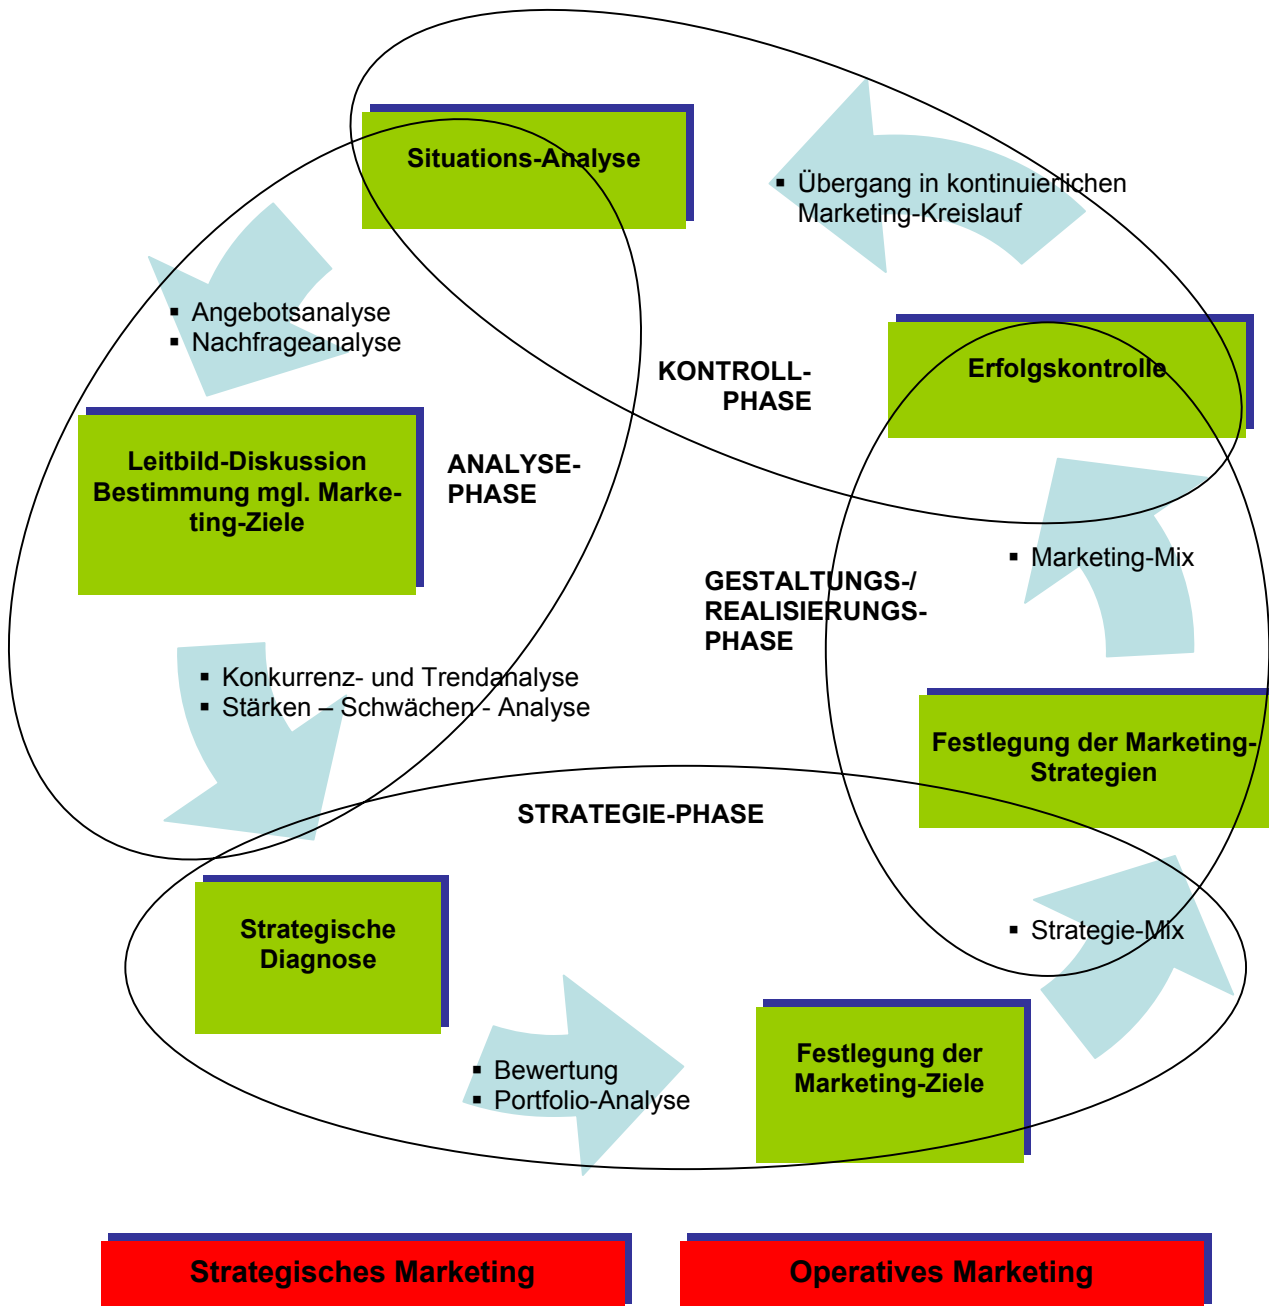 Situations-Analyse
▪ Übergang in kontinuierlichen
Marketing-Kreislauf
▪ Angebotsanalyse
▪ Nachfrageanalyse
KONTROLL-
PHASE
Erfolgskontrolle
Leitbild-Diskussion
Bestimmung mgl. Marke-
ting-Ziele
ANALYSE-
PHASE
▪ Marketing-Mix
GESTALTUNGS-/
REALISIERUNGS-
PHASE
▪ Konkurrenz- und Trendanalyse
▪ Stärken – Schwächen - Analyse
Festlegung der Marketing-
Strategien
STRATEGIE-PHASE
Strategische
Diagnose
▪ Strategie-Mix
▪ Bewertung
▪ Portfolio-Analyse
Festlegung der
Marketing-Ziele
Strategisches Marketing
Operatives Marketing